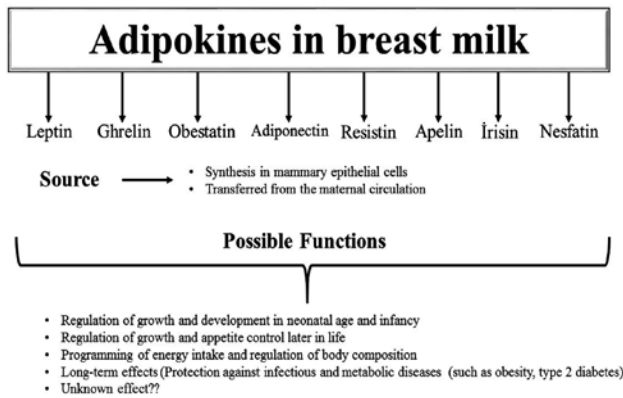 Adipokines in breast milk
Leptin Ghrelin Obestatin Adiponectin Resistin Apelin İrisin Nesfatin
Source
• Synthesis in mammary epithelial cells
• Transferred from the maternal circulation
Possible Functions
• Regulation of growth and development in neonatal age and infancy
• Regulation of growth and appetite control later in life
• Programming of energy intake and regulation of body composition
• Long-term effects (Protection against infectious and metabolic diseases (such as obesity, type 2 diabetes)
• Unknown effect??